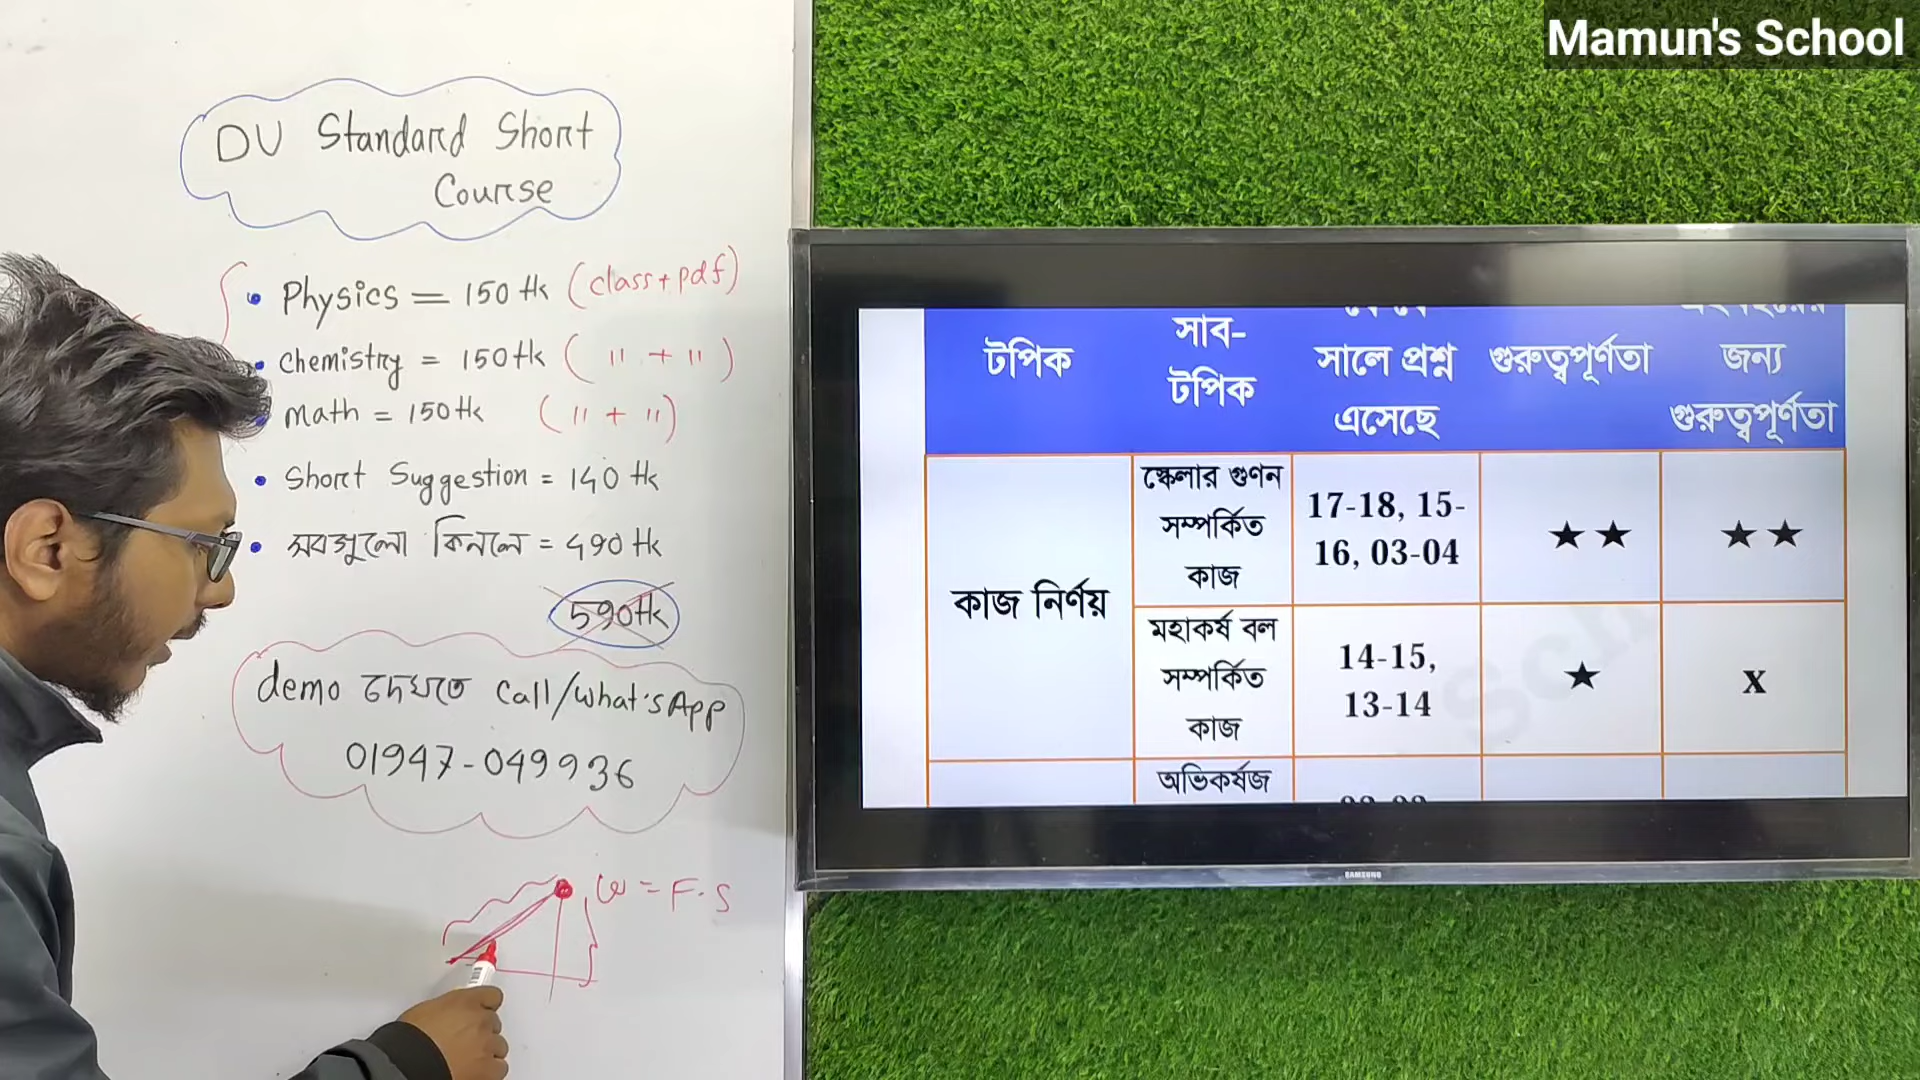 Mamun's School
DU Standard Short
Course
Physics = 150 tk (class + pdf)
Chemistry = 150 tk ( " + " )
math = 150 tk ( " + " )
Short Suggestion = 140 tk
সবগুলো কিনলে = 490 tk
590 tk
demo দেখতে call/what'sApp
01947-049936
W = F.S
টপিক
সাব-
টপিক
সালে প্রশ্ন
এসেছে
গুরুত্বপূর্ণতা
জন্য
গুরুত্বপূর্ণতা
কাজ নির্ণয়
স্কেলার গুণন
সম্পর্কিত
কাজ
17-18, 15-
16, 03-04
★★
★★
মহাকর্ষ বল
সম্পর্কিত
কাজ
14-15,
13-14
★
x
অভিকর্ষজ
SAMSUNG